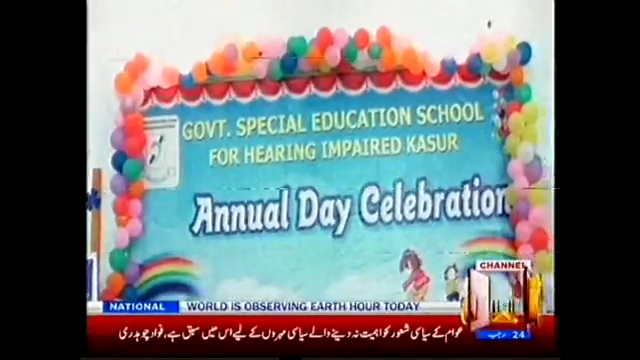 GOVT. SPECIAL EDUCATION SCHOOL
FOR HEARING IMPAIRED KASUR
Annual Day Celebration
CHANNEL
NATIONAL
WORLD IS OBSERVING EARTH HOUR TODAY
عوام کے سیاسی شعور کو اہمیت نہ دینے والے سیاسی مہروں کے لیے اس میں سبق ہے، فواد چوہدری
24 رجب